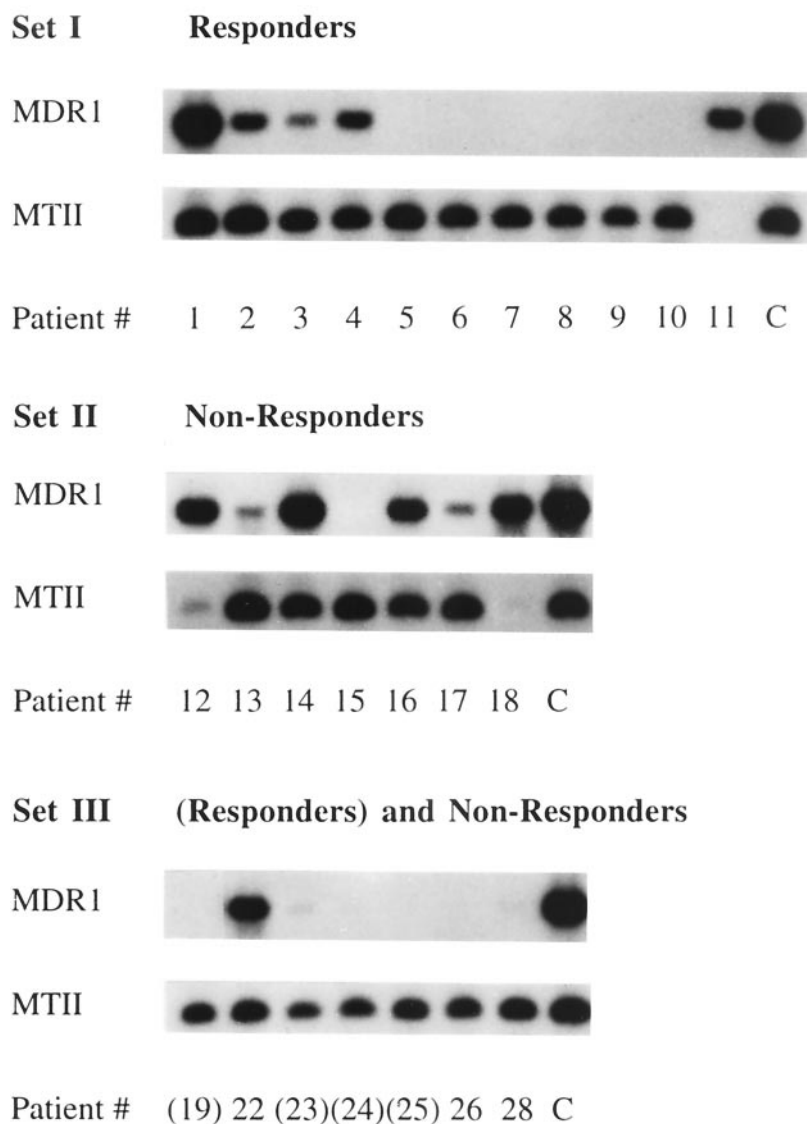 Set I Responders
MDR1
MTII
Patient # 1 2 3 4 5 6 7 8 9 10 11 C
Set II Non-Responders
MDR1
MTII
Patient # 12 13 14 15 16 17 18 C
Set III (Responders) and Non-Responders
MDR1
MTII
Patient # (19) 22 (23)(24)(25) 26 28 C